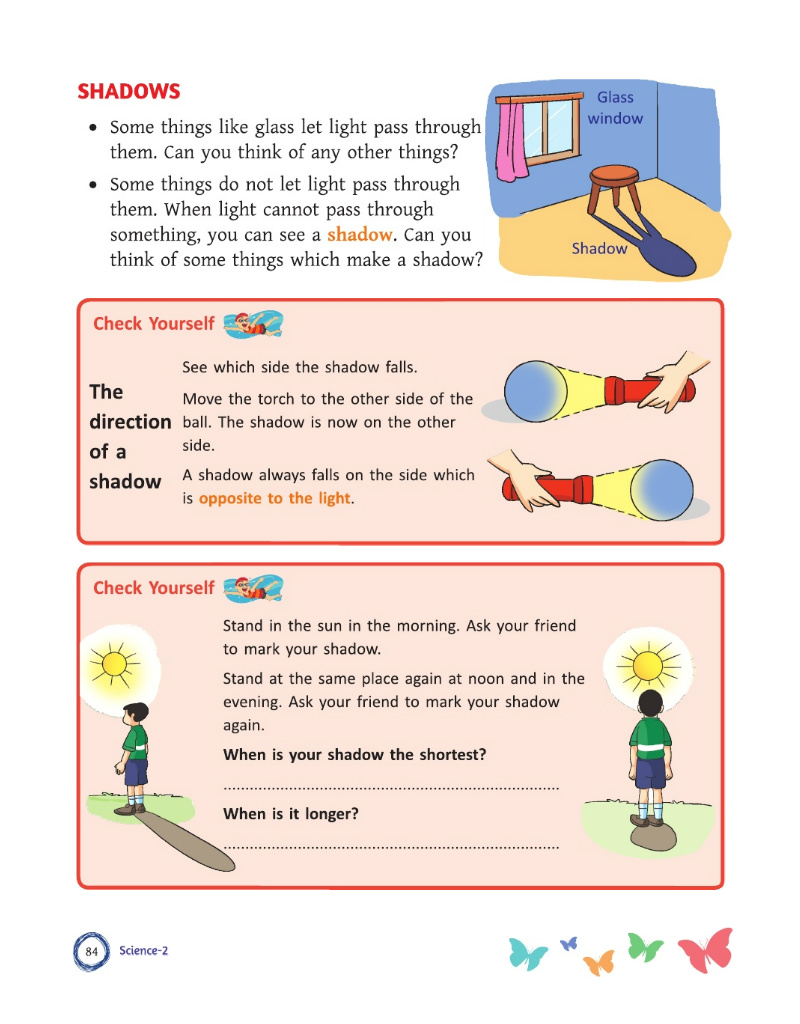 SHADOWS
• Some things like glass let light pass through
them. Can you think of any other things?
• Some things do not let light pass through
them. When light cannot pass through
something, you can see a shadow. Can you
think of some things which make a shadow?
Glass
window
Shadow
Check Yourself
The
direction
of a
shadow
See which side the shadow falls.
Move the torch to the other side of the
ball. The shadow is now on the other
side.
A shadow always falls on the side which
is opposite to the light.
Check Yourself
Stand in the sun in the morning. Ask your friend
to mark your shadow.
Stand at the same place again at noon and in the
evening. Ask your friend to mark your shadow
again.
When is your shadow the shortest?
................................................................................
When is it longer?
................................................................................
84 Science-2